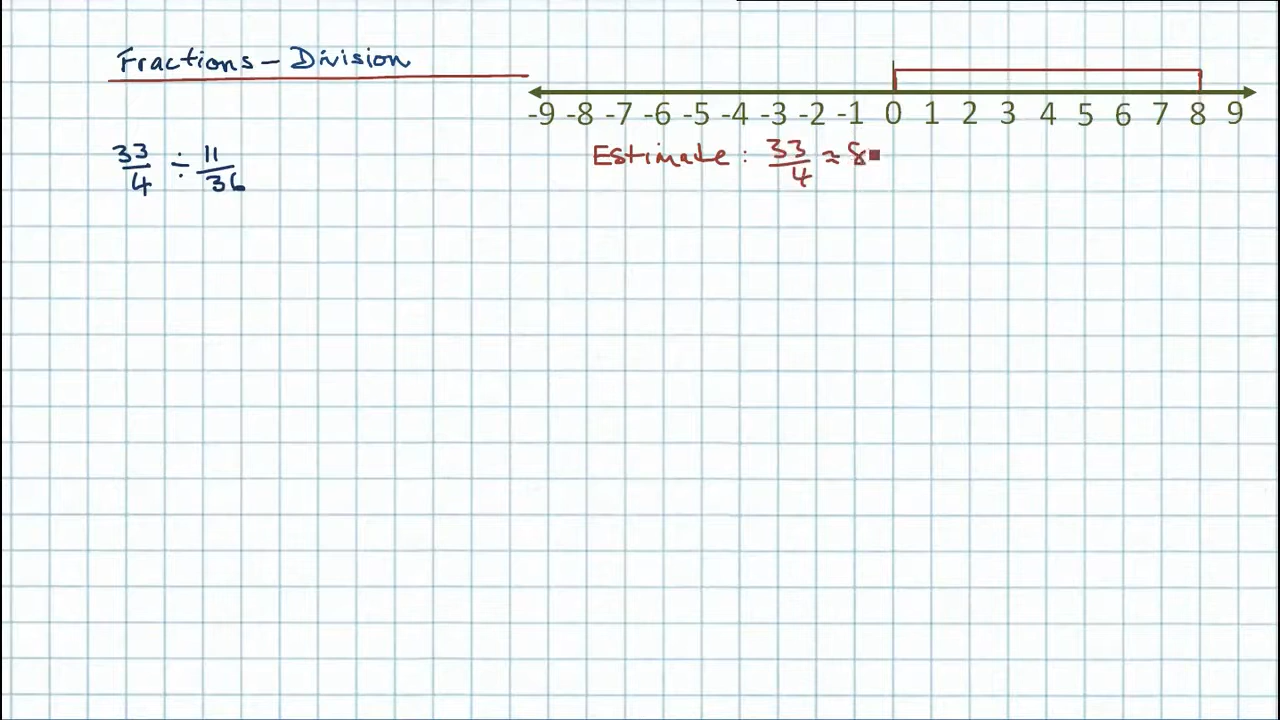 Fractions - Division
-9 -8 -7 -6 -5 -4 -3 -2 -1 0 1 2 3 4 5 6 7 8 9
33/4 ÷ 11/36
Estimate : 33/4 ≈ 8